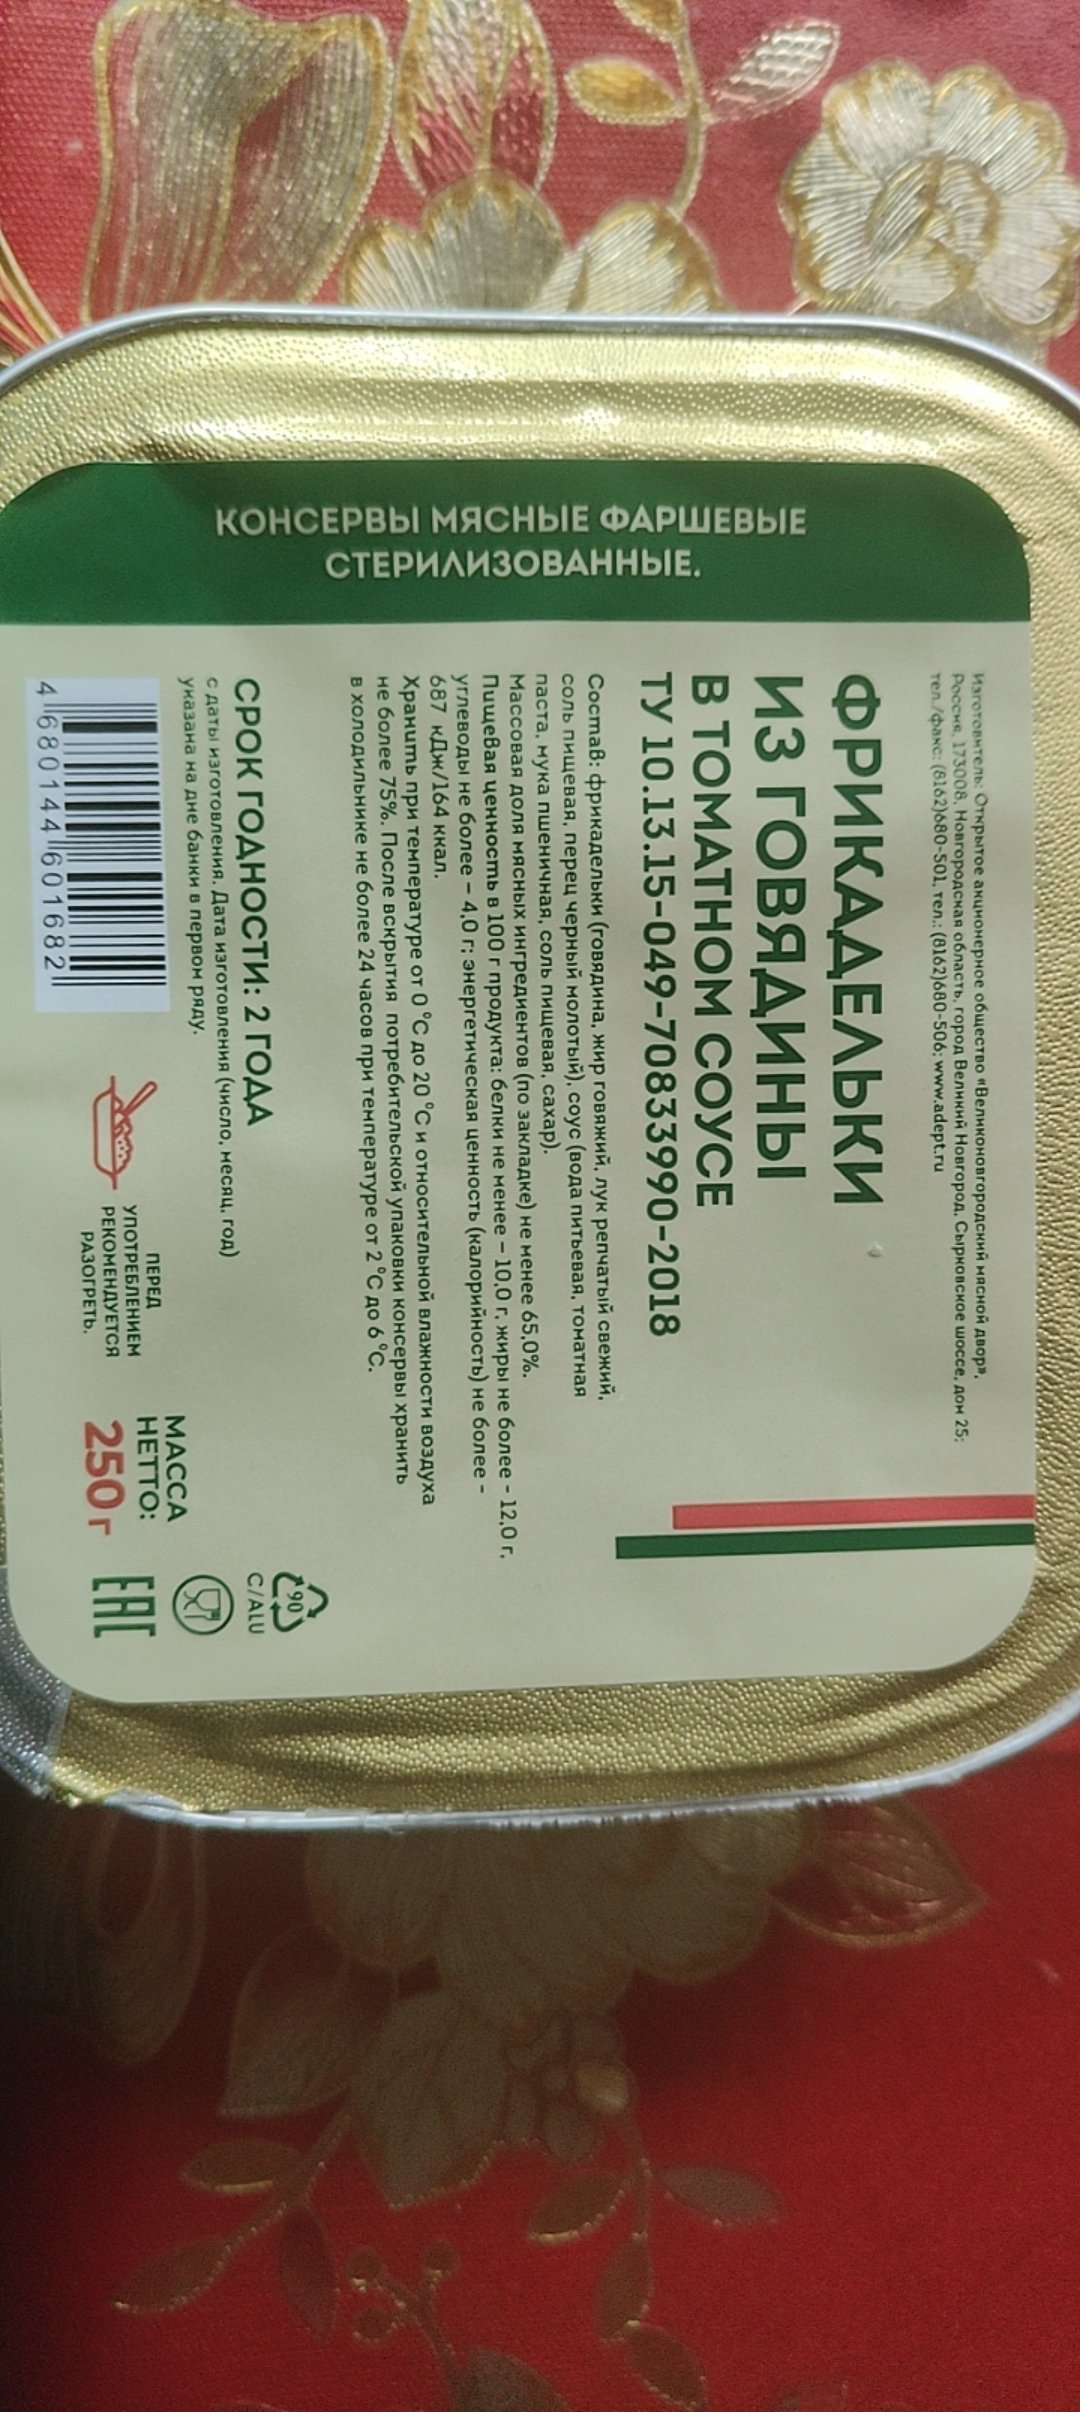 КОНСЕРВЫ МЯСНЫЕ ФАРШЕВЫЕ
СТЕРИЛИЗОВАННЫЕ.
Изготовитель: Открытое акционерное общество «Великоновгородский мясной двор»,
Россия, 173008, Новгородская область, город Великий Новгород, Сырковское шоссе, дом 25;
тел./факс: (8162)680-501, тел.: (8162)680-506; www.adept.ru
ФРИКАДЕЛЬКИ
ИЗ ГОВЯДИНЫ
В ТОМАТНОМ СОУСЕ
ТУ 10.13.15-049-70833990-2018
Состав: фрикадельки (говядина, жир говяжий, лук репчатый свежий,
соль пищевая, перец черный молотый), соус (вода питьевая, томатная
паста, мука пшеничная, соль пищевая, сахар).
Массовая доля мясных ингредиентов (по закладке) не менее 65,0%.
Пищевая ценность в 100 г продукта: белки не менее – 10,0 г, жиры не более - 12,0 г,
углеводы не более – 4,0 г; энергетическая ценность (калорийность) не более -
687 кДж/164 ккал.
Хранить при температуре от 0 °С до 20 °С и относительной влажности воздуха
не более 75%. После вскрытия потребительской упаковки консервы хранить
в холодильнике не более 24 часов при температуре от 2 °С до 6 °С.
СРОК ГОДНОСТИ: 2 ГОДА
с даты изготовления. Дата изготовления (число, месяц, год)
указана на дне банки в первом ряду.
4 680144 601682
ПЕРЕД
УПОТРЕБЛЕНИЕМ
РЕКОМЕНДУЕТСЯ
РАЗОГРЕТЬ.
МАССА
НЕТТО:
250 г
90
C/ALU
EAC